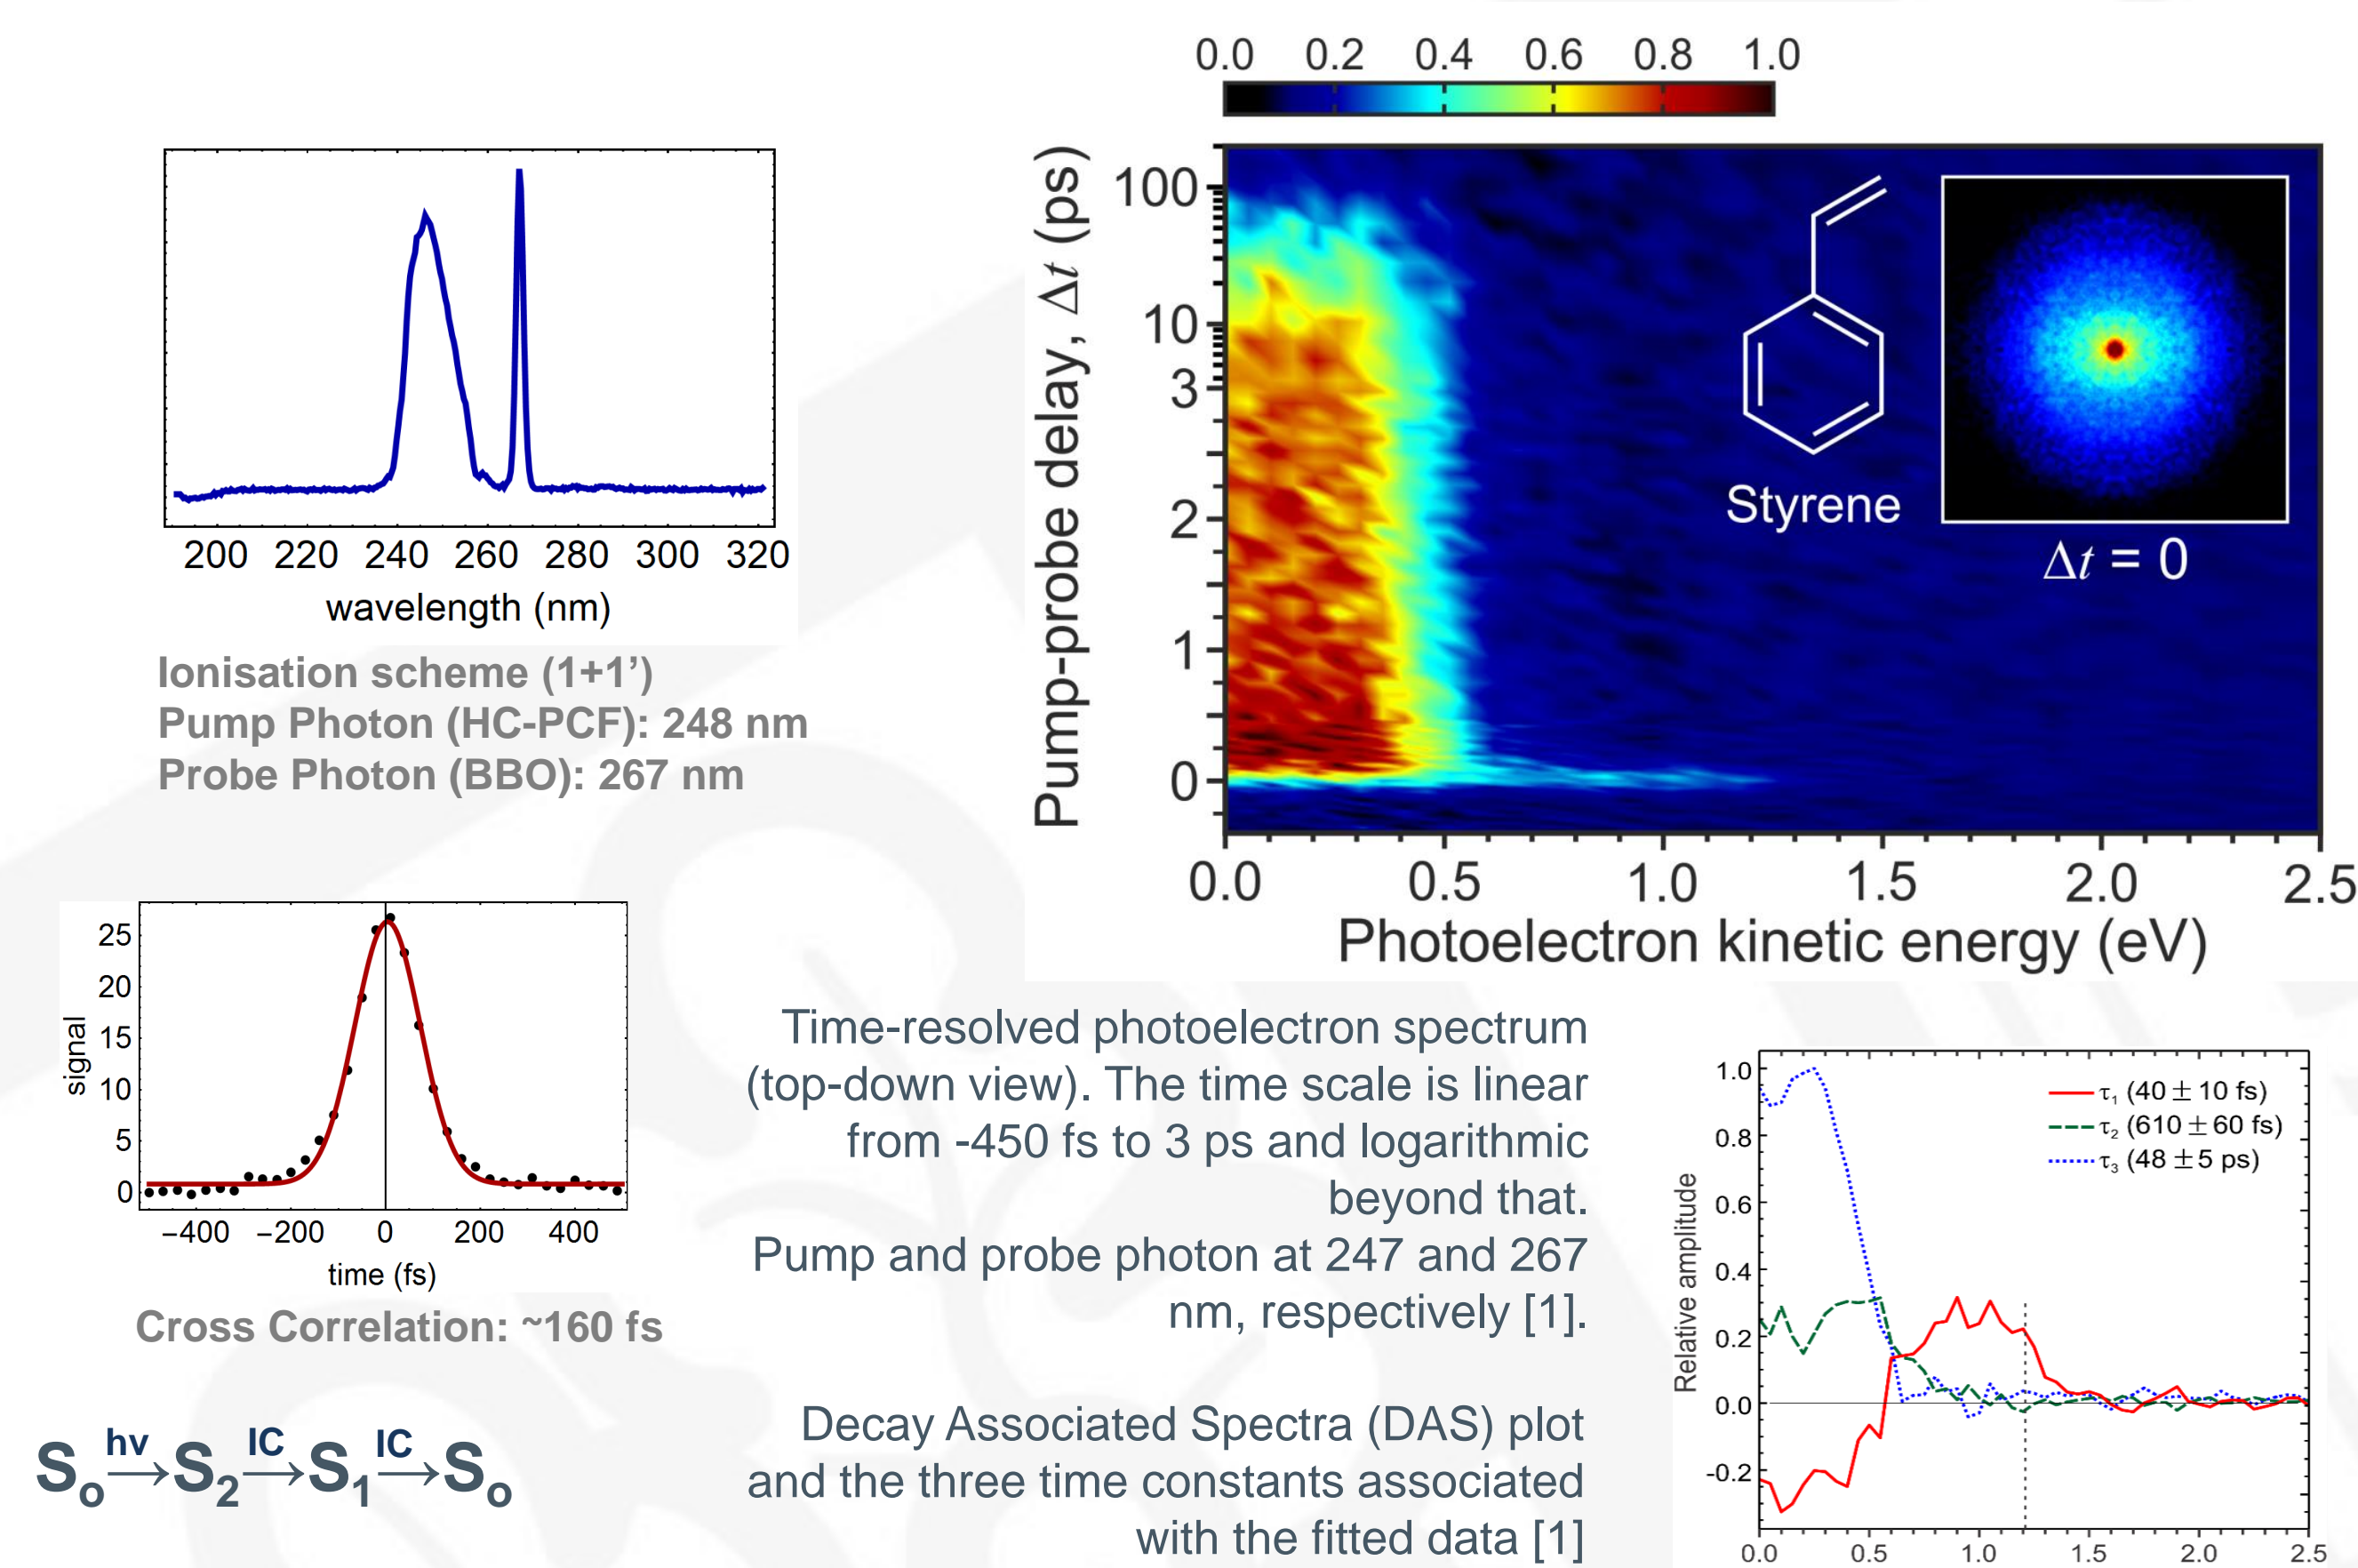 200 220 240 260 280 300 320
wavelength (nm)
Ionisation scheme (1+1’)
Pump Photon (HC-PCF): 248 nm
Probe Photon (BBO): 267 nm
0.0 0.2 0.4 0.6 0.8 1.0
Pump-probe delay, Δt (ps)
100
10
3
2
1
0
Styrene
Δt = 0
0.0 0.5 1.0 1.5 2.0 2.5
Photoelectron kinetic energy (eV)
signal
25
20
15
10
5
0
−400 −200 0 200 400
time (fs)
Cross Correlation: ~160 fs
So hν→ S2 IC→ S1 IC→ So
Time-resolved photoelectron spectrum
(top-down view). The time scale is linear
from -450 fs to 3 ps and logarithmic
beyond that.
Pump and probe photon at 247 and 267
nm, respectively [1].
Decay Associated Spectra (DAS) plot
and the three time constants associated
with the fitted data [1]
Relative amplitude
1.0
0.8
0.6
0.4
0.2
0.0
-0.2
τ1 (40 ± 10 fs)
τ2 (610 ± 60 fs)
τ3 (48 ± 5 ps)
0.0 0.5 1.0 1.5 2.0 2.5